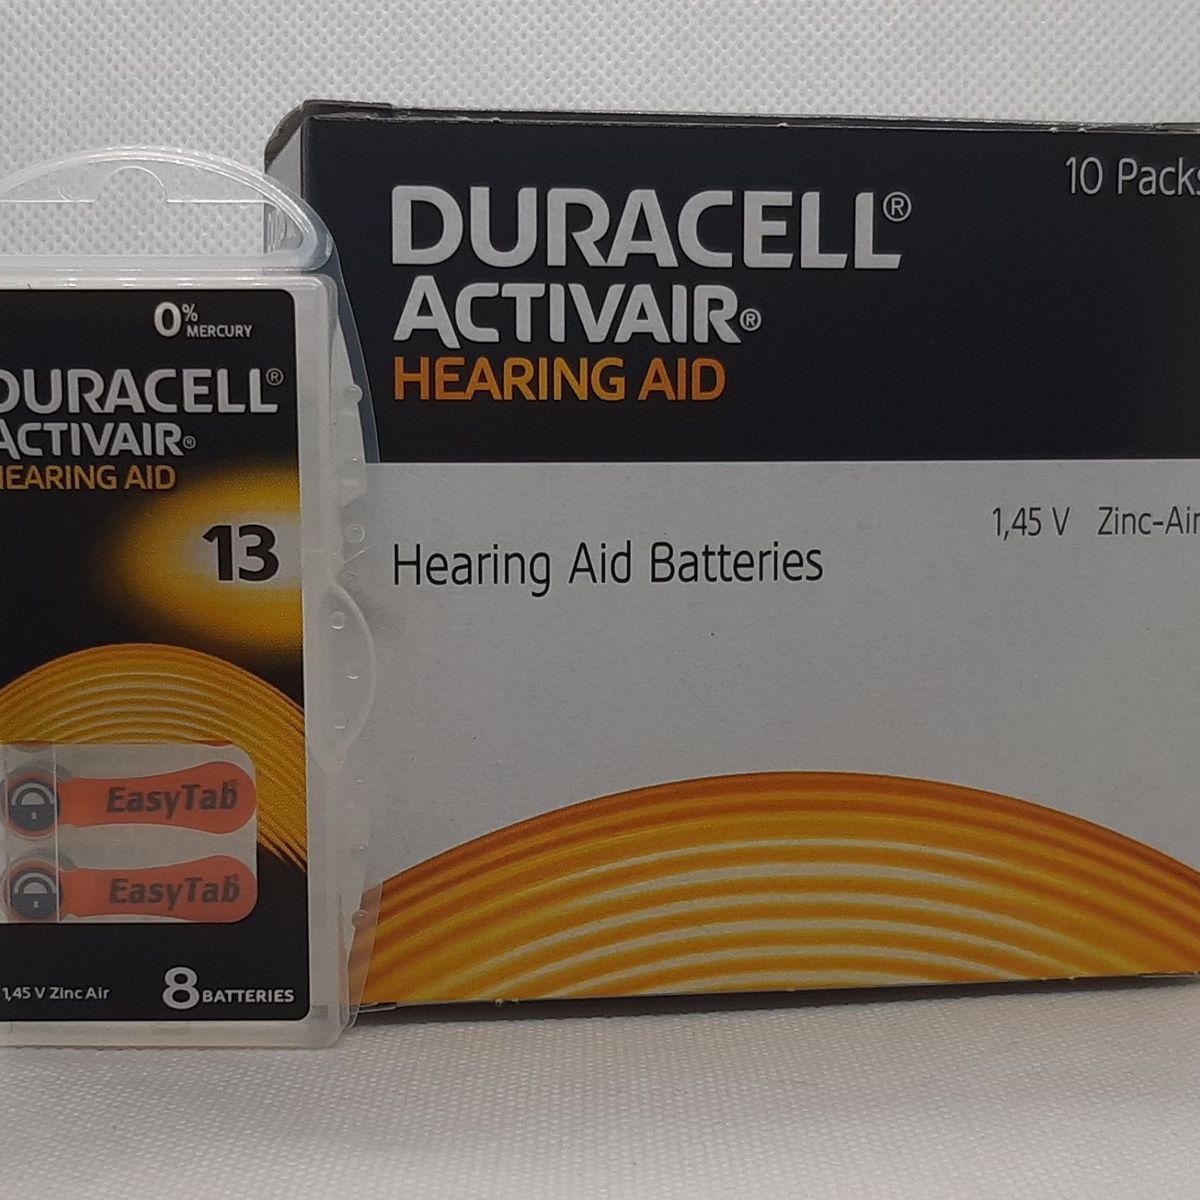 0% MERCURY
DURACELL®
ACTIVAIR®
HEARING AID
13
EasyTab
EasyTab
1,45 V Zinc Air
8 BATTERIES
10 Packs
DURACELL®
ACTIVAIR®
HEARING AID
1,45 V Zinc-Air
Hearing Aid Batteries